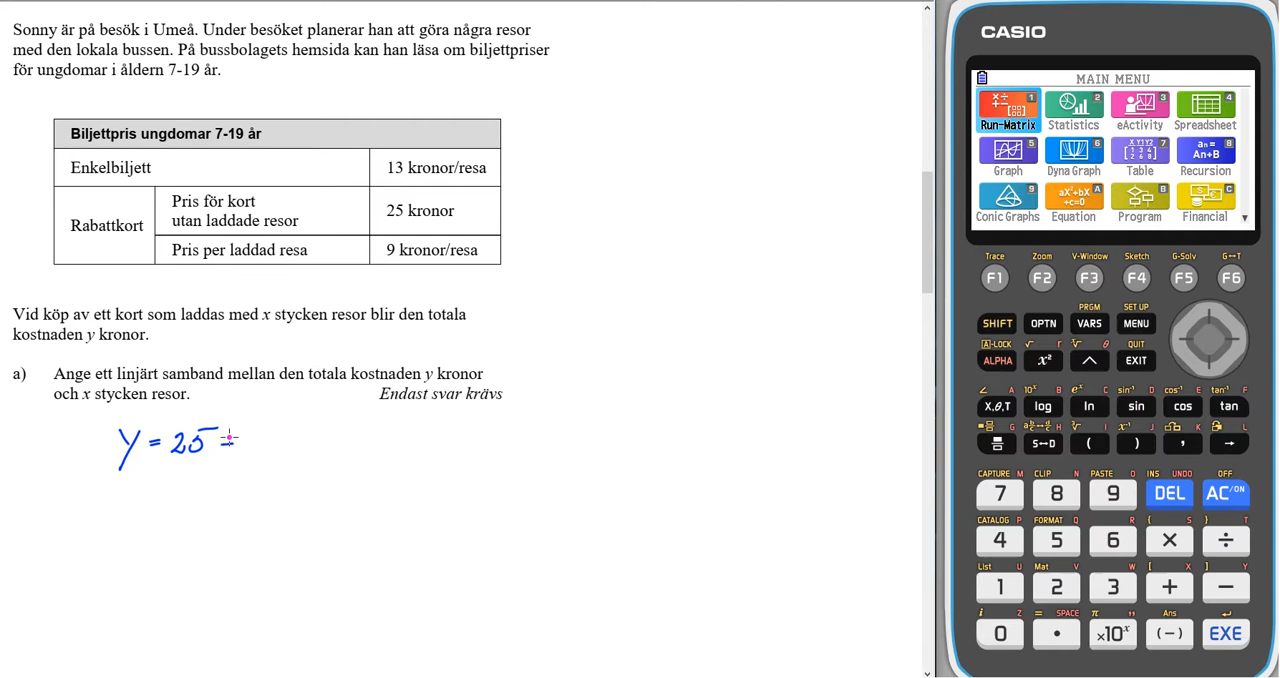 Sonny är på besök i Umeå. Under besöket planerar han att göra några resor
med den lokala bussen. På bussbolagets hemsida kan han läsa om biljettpriser
för ungdomar i åldern 7-19 år.
Biljettpris ungdomar 7-19 år
Enkelbiljett 13 kronor/resa
Rabattkort
Pris för kort
utan laddade resor
25 kronor
Pris per laddad resa 9 kronor/resa
Vid köp av ett kort som laddas med x stycken resor blir den totala
kostnaden y kronor.
a) Ange ett linjärt samband mellan den totala kostnaden y kronor
och x stycken resor. Endast svar krävs
y = 25
CASIO
MAIN MENU
Run-Matrix Statistics eActivity Spreadsheet
Graph Dyna Graph Table Recursion
Conic Graphs Equation Program Financial
Trace Zoom V-Window Sketch G-Solv G↔T
F1 F2 F3 F4 F5 F6
PRGM SET UP
SHIFT OPTN VARS MENU
A-LOCK √ r ˣ√ θ QUIT
ALPHA x² ^ EXIT
∠ A 10ˣ B eˣ C sin⁻¹ D cos⁻¹ E tan⁻¹ F
X,θ,T log ln sin cos tan
S↔D ( ) , →
CAPTURE M CLIP N PASTE O INS UNDO OFF
7 8 9 DEL AC/ON
CATALOG P FORMAT Q R { S } T
4 5 6 × ÷
List U Mat V W [ X ] Y
1 2 3 + −
i Z = SPACE π " Ans
0 • ×10ˣ (−) EXE